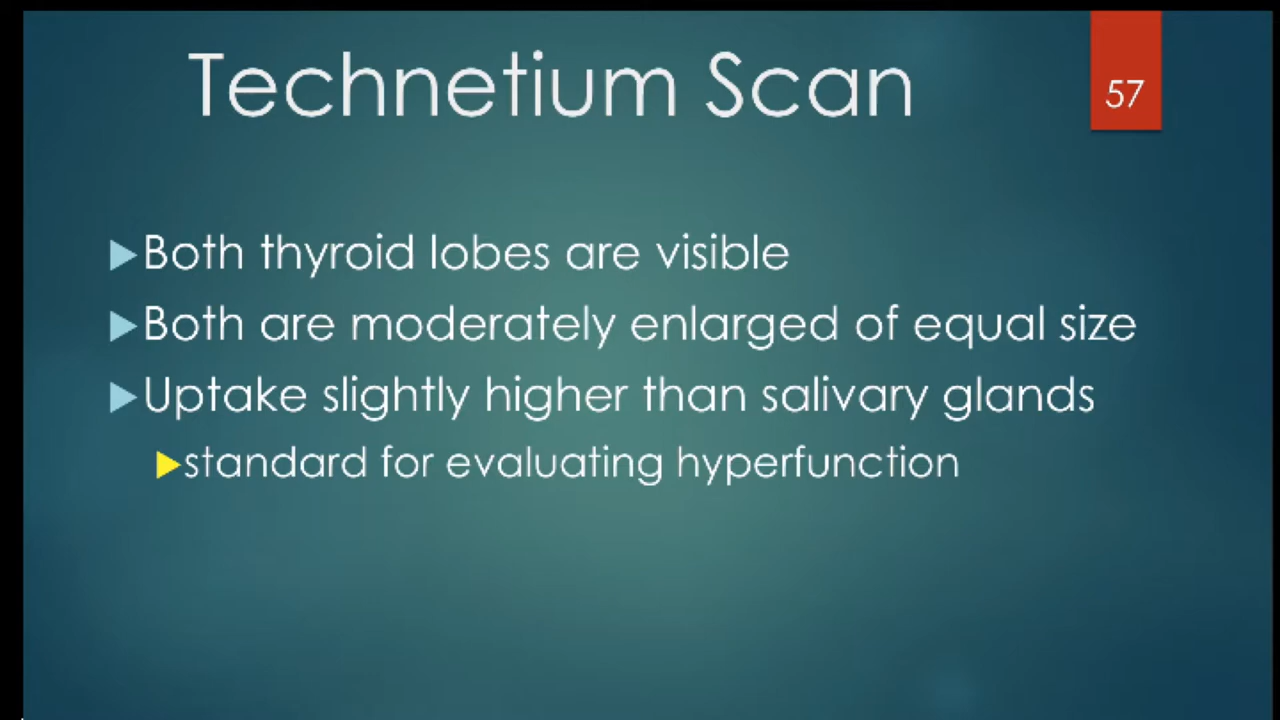 Technetium Scan
57
Both thyroid lobes are visible
Both are moderately enlarged of equal size
Uptake slightly higher than salivary glands
standard for evaluating hyperfunction